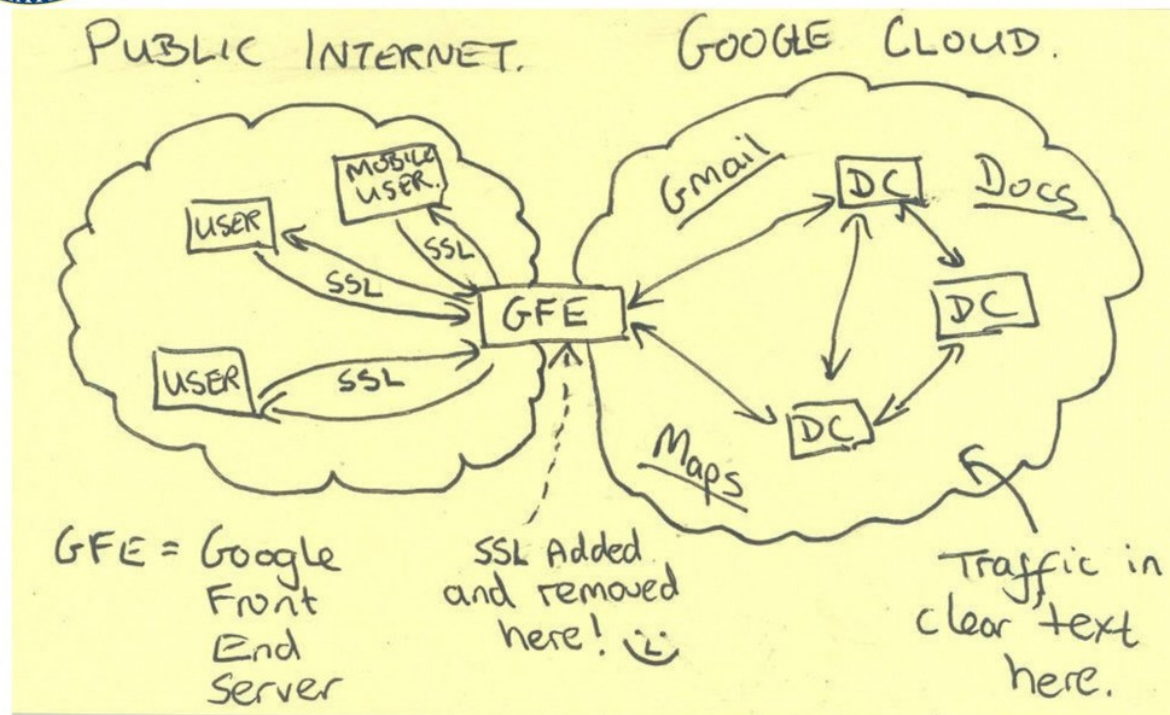 PUBLIC INTERNET.
GOOGLE CLOUD.
MOBILE
USER.
USER
SSL
SSL
USER
SSL
GFE
Gmail
DC
Docs
DC
DC
Maps
GFE = Google
Front
End
Server
SSL Added
and removed
here!
Traffic in
clear text
here.